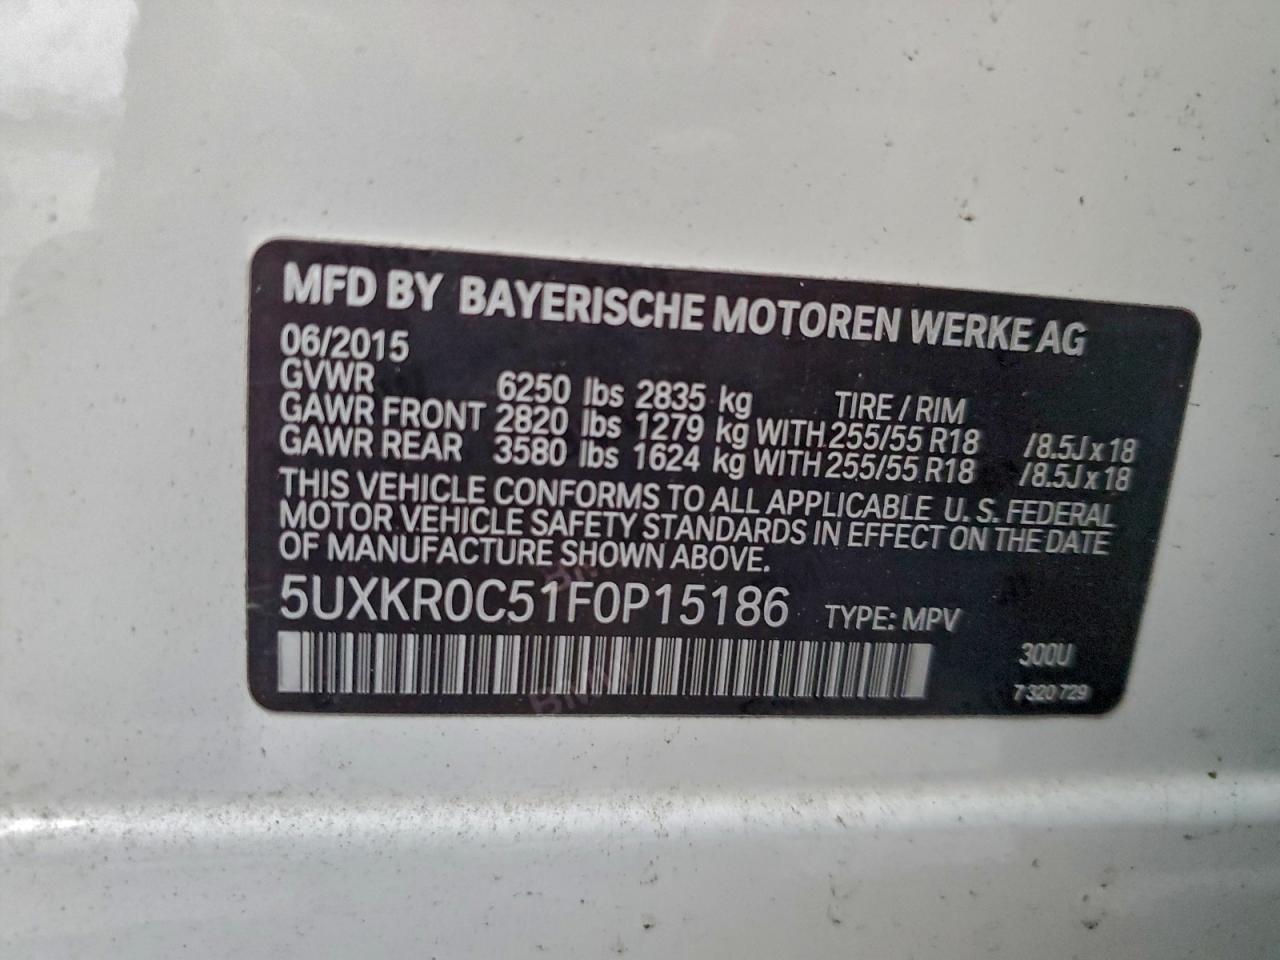 MFD BY BAYERISCHE MOTOREN WERKE AG
06/2015
GVWR 6250 lbs 2835 kg TIRE / RIM
GAWR FRONT 2820 lbs 1279 kg WITH 255/55 R18 /8.5J x 18
GAWR REAR 3580 lbs 1624 kg WITH 255/55 R18 /8.5J x 18
THIS VEHICLE CONFORMS TO ALL APPLICABLE U. S. FEDERAL
MOTOR VEHICLE SAFETY STANDARDS IN EFFECT ON THE DATE
OF MANUFACTURE SHOWN ABOVE.
5UXKR0C51F0P15186 TYPE: MPV
300U
7 320 729